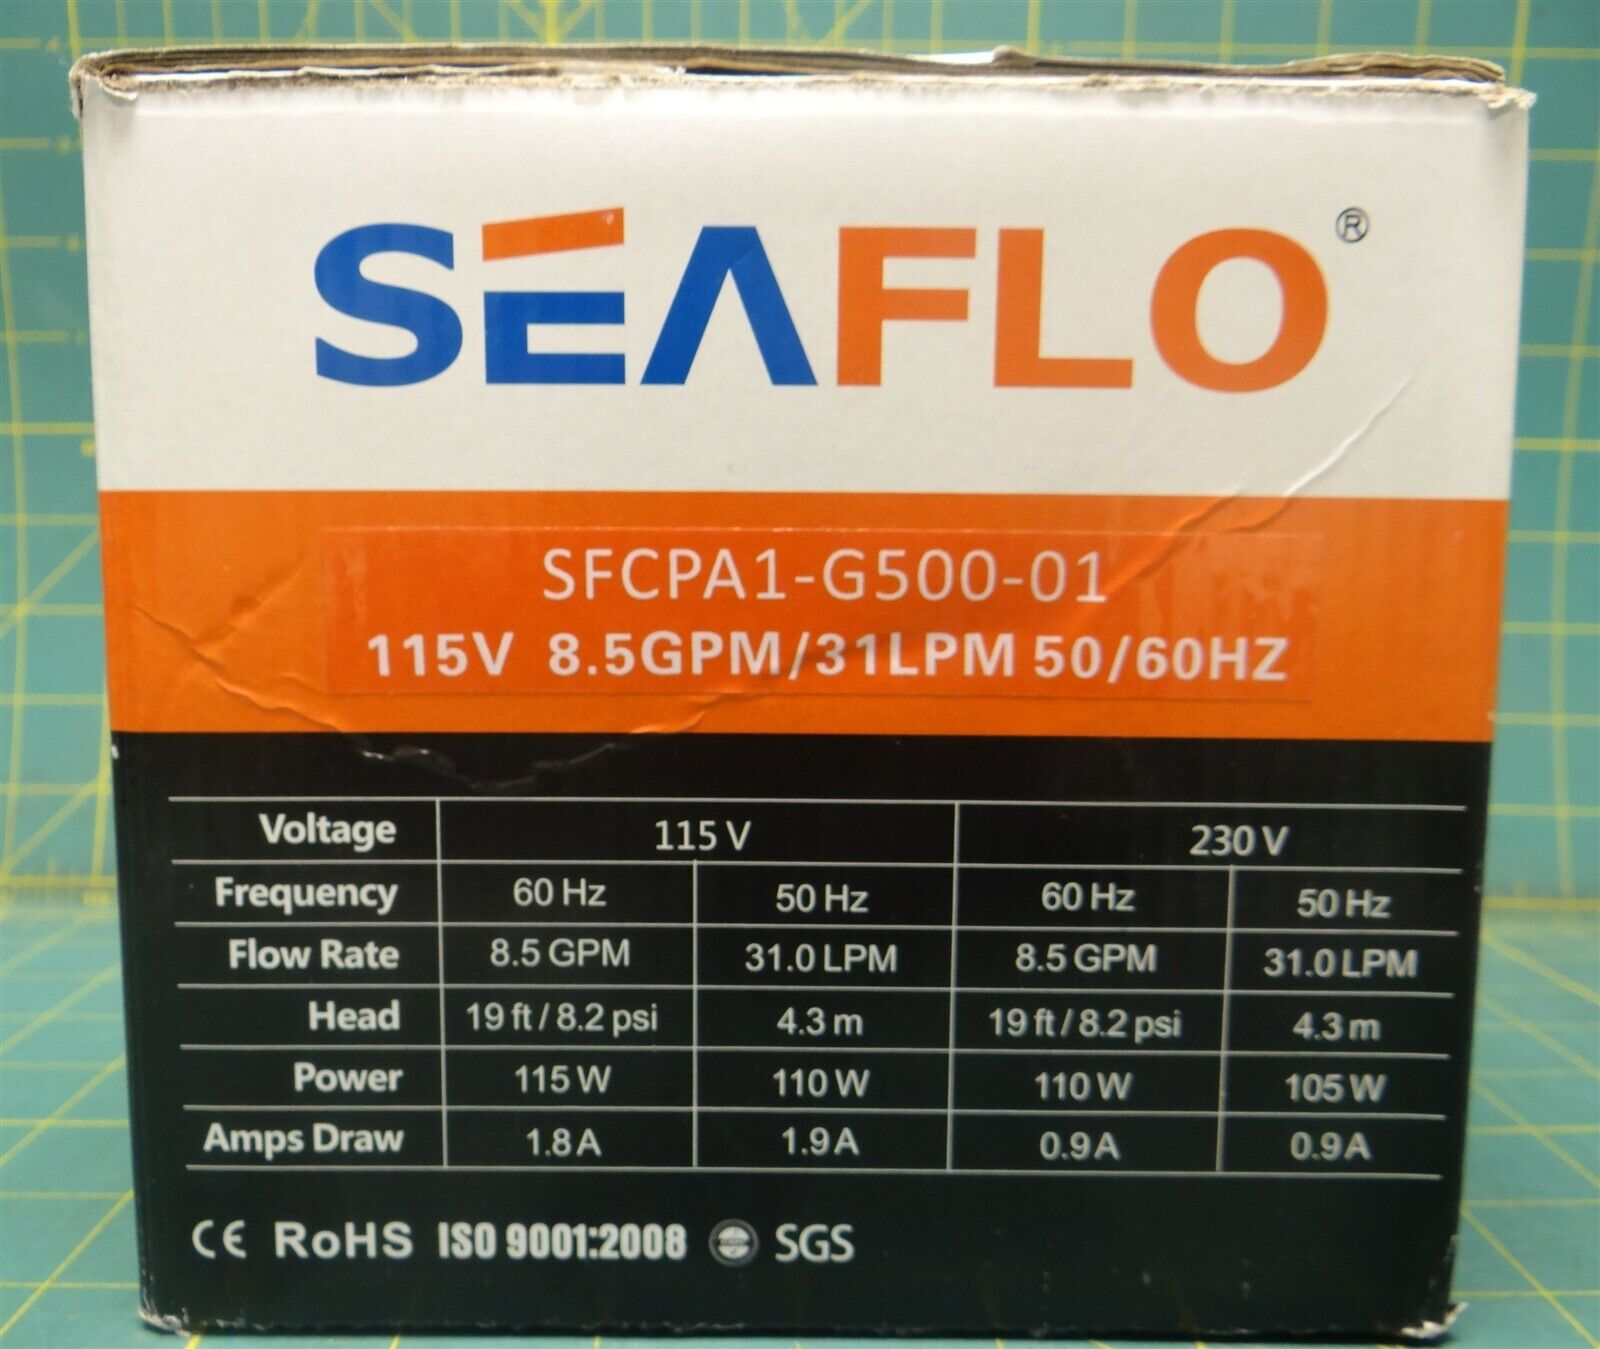 SEAFLO®
SFCPA1-G500-01
115V 8.5GPM/31LPM 50/60HZ
Voltage 115 V 230 V
Frequency 60 Hz 50 Hz 60 Hz 50 Hz
Flow Rate 8.5 GPM 31.0 LPM 8.5 GPM 31.0 LPM
Head 19 ft / 8.2 psi 4.3 m 19 ft / 8.2 psi 4.3 m
Power 115 W 110 W 110 W 105 W
Amps Draw 1.8 A 1.9 A 0.9 A 0.9 A
CE RoHS ISO 9001:2008 SGS